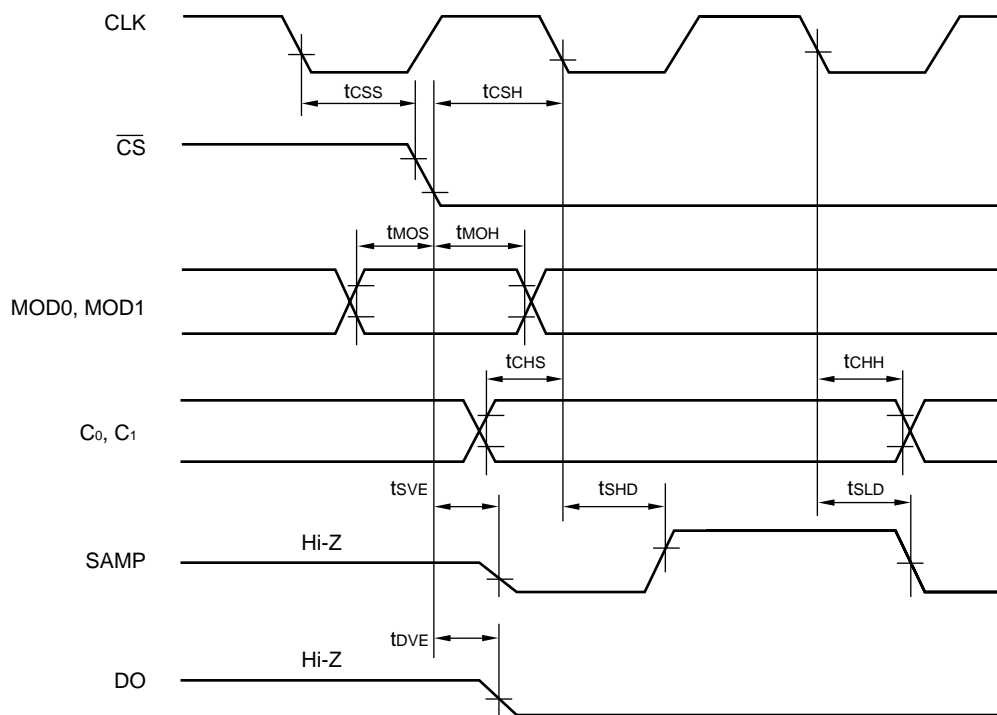 CLK
tCSS
tCSH
CS
tMOS
tMOH
MOD0, MOD1
tCHS
tCHH
C0, C1
tSVE
tSHD
tSLD
Hi-Z
SAMP
tDVE
Hi-Z
DO